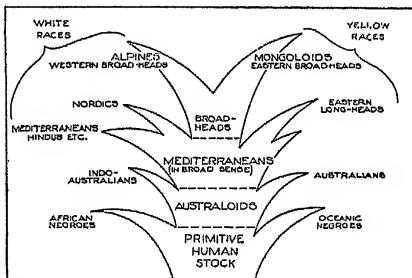 WHITE
RACES
YELLOW
RACES
ALPINES
WESTERN BROAD-HEADS
MONGOLOIDS
EASTERN BROAD-HEADS
NORDICS
BROAD-
HEADS
EASTERN
LONG-HEADS
MEDITERRANEANS
HINDUS ETC.
MEDITERRANEANS
(IN BROAD SENSE)
INDO-
AUSTRALIANS
AUSTRALIANS
AUSTRALOIDS
AFRICAN
NEGROES
OCEANIC
NEGROES
PRIMITIVE
HUMAN
STOCK